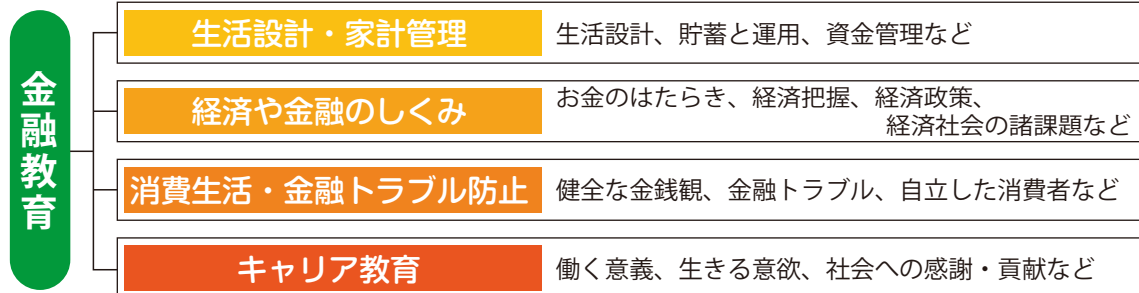 金融教育
生活設計・家計管理
生活設計、貯蓄と運用、資金管理など
経済や金融のしくみ
お金のはたらき、経済把握、経済政策、
経済社会の諸課題など
消費生活・金融トラブル防止
健全な金銭観、金融トラブル、自立した消費者など
キャリア教育
働く意義、生きる意欲、社会への感謝・貢献など